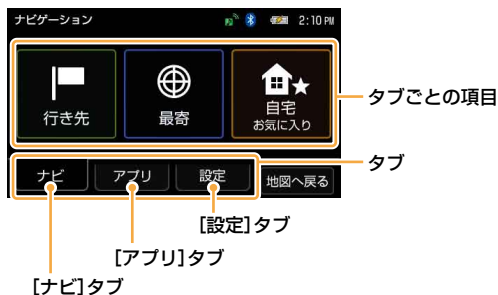 ナビゲーション 2:10 PM
行き先 最寄 自宅
お気に入り
タブごとの項目
ナビ アプリ 設定 地図へ戻る
タブ
[設定]タブ
[アプリ]タブ
[ナビ]タブ